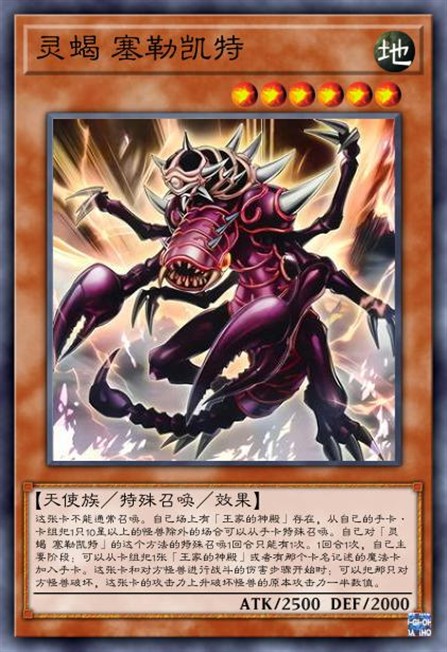 灵蝎 塞勒凯特
地
【天使族／特殊召唤／效果】
这张卡不能通常召唤。自己场上有「王家的神殿」存在，从自己的手卡・
卡组把1只10星以上的怪兽除外的场合可以从手卡特殊召唤。自己对「灵
蝎 塞勒凯特」的这个方法的特殊召唤1回合只能有1次。1回合1次，自己主
要阶段：可以从卡组把1张「王家的神殿」或者有那个卡名记述的魔法卡
加入手卡。这张卡和对方怪兽进行战斗的伤害步骤开始时：可以把那只对
方怪兽破坏，这张卡的攻击力上升破坏怪兽的原本攻击力一半数值。
ATK/2500 DEF/2000